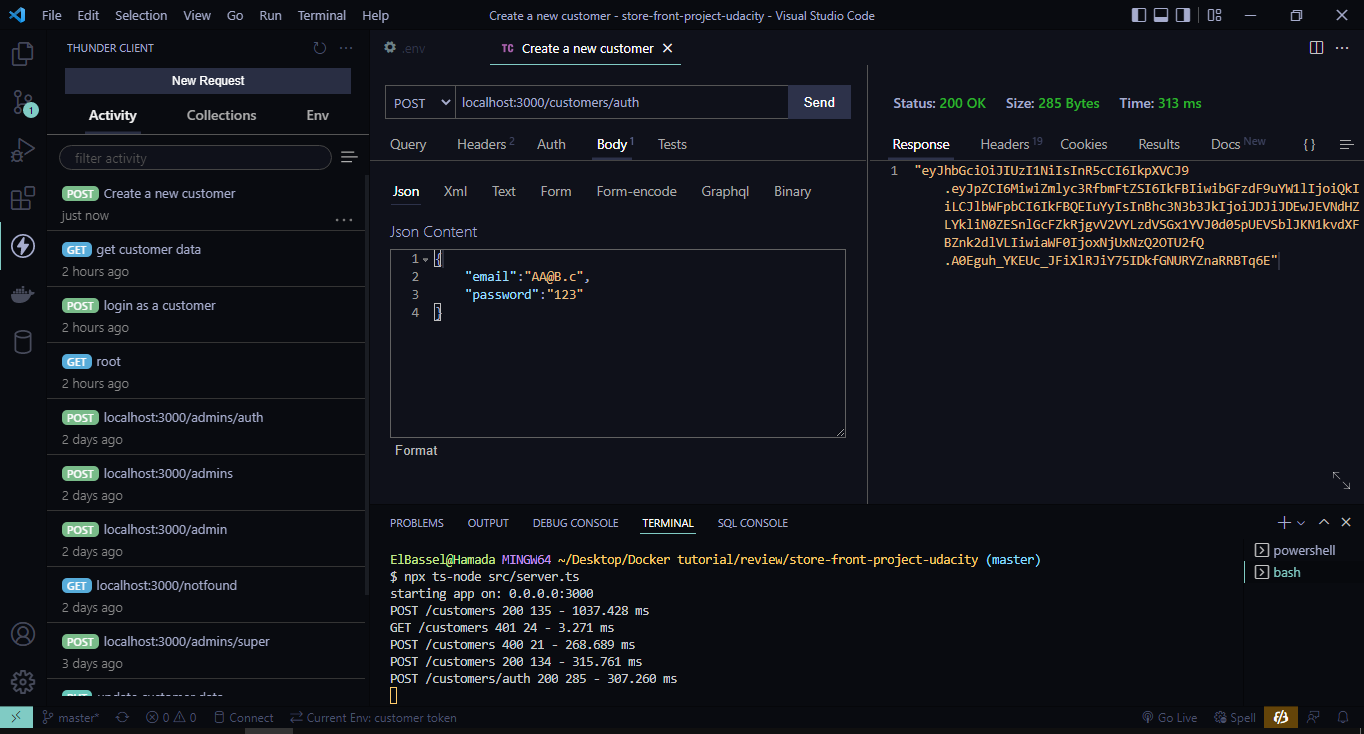 File Edit Selection View Go Run Terminal Help
Create a new customer - store-front-project-udacity - Visual Studio Code
THUNDER CLIENT
New Request
Activity Collections Env
filter activity
POST Create a new customer
just now
GET get customer data
2 hours ago
POST login as a customer
2 hours ago
GET root
2 hours ago
POST localhost:3000/admins/auth
2 days ago
POST localhost:3000/admins
2 days ago
POST localhost:3000/admin
2 days ago
GET localhost:3000/notfound
2 days ago
POST localhost:3000/admins/super
3 days ago
1
.env
TC Create a new customer
POST localhost:3000/customers/auth Send
Query Headers 2 Auth Body 1 Tests
Json Xml Text Form Form-encode Graphql Binary
Json Content
1 {
2 "email":"AA@B.c",
3 "password":"123"
4 }
Format
Status: 200 OK Size: 285 Bytes Time: 313 ms
Response Headers 19 Cookies Results Docs New {}
1 "eyJhbGciOiJIUzI1NiIsInR5cCI6IkpXVCJ9
PROBLEMS OUTPUT DEBUG CONSOLE TERMINAL SQL CONSOLE
ElBassel@Hamada MINGW64 ~/Desktop/Docker tutorial/review/store-front-project-udacity (master)
$ npx ts-node src/server.ts
starting app on: 0.0.0.0:3000
POST /customers 200 135 - 1037.428 ms
GET /customers 401 24 - 3.271 ms
POST /customers 400 21 - 268.689 ms
POST /customers 200 134 - 315.761 ms
POST /customers/auth 200 285 - 307.260 ms
powershell
bash
master* 0 0 Connect Current Env: customer token Go Live Spell